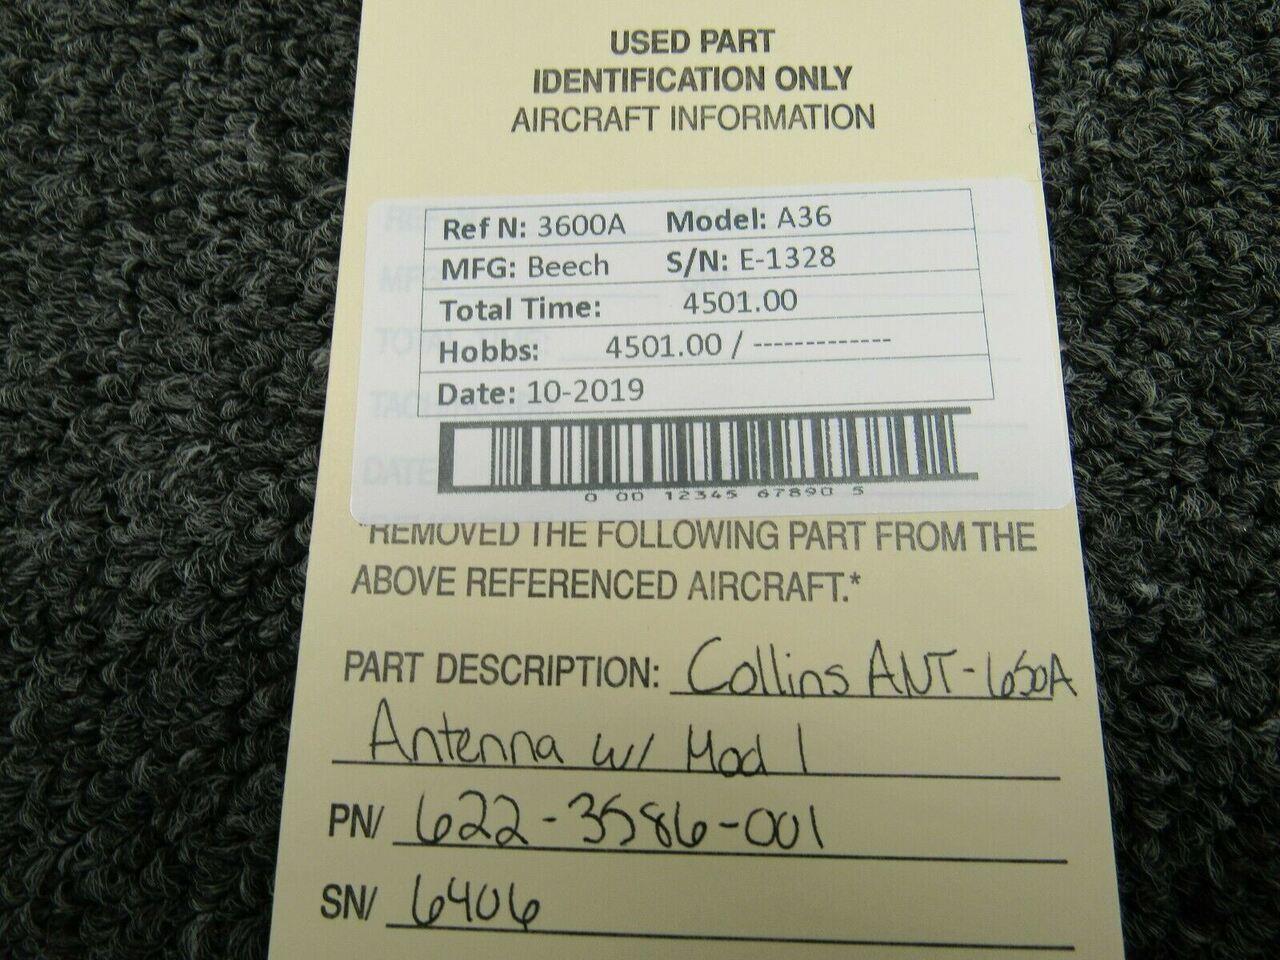 USED PART
IDENTIFICATION ONLY
AIRCRAFT INFORMATION
Ref N: 3600A Model: A36
MFG: Beech S/N: E-1328
Total Time: 4501.00
Hobbs: 4501.00 / -------------
Date: 10-2019
0 00 12345 67890 5
*REMOVED THE FOLLOWING PART FROM THE
ABOVE REFERENCED AIRCRAFT.*
PART DESCRIPTION: Collins ANT-650A
Antenna w/ Mod 1
PN/ 622-3586-001
SN/ 6406